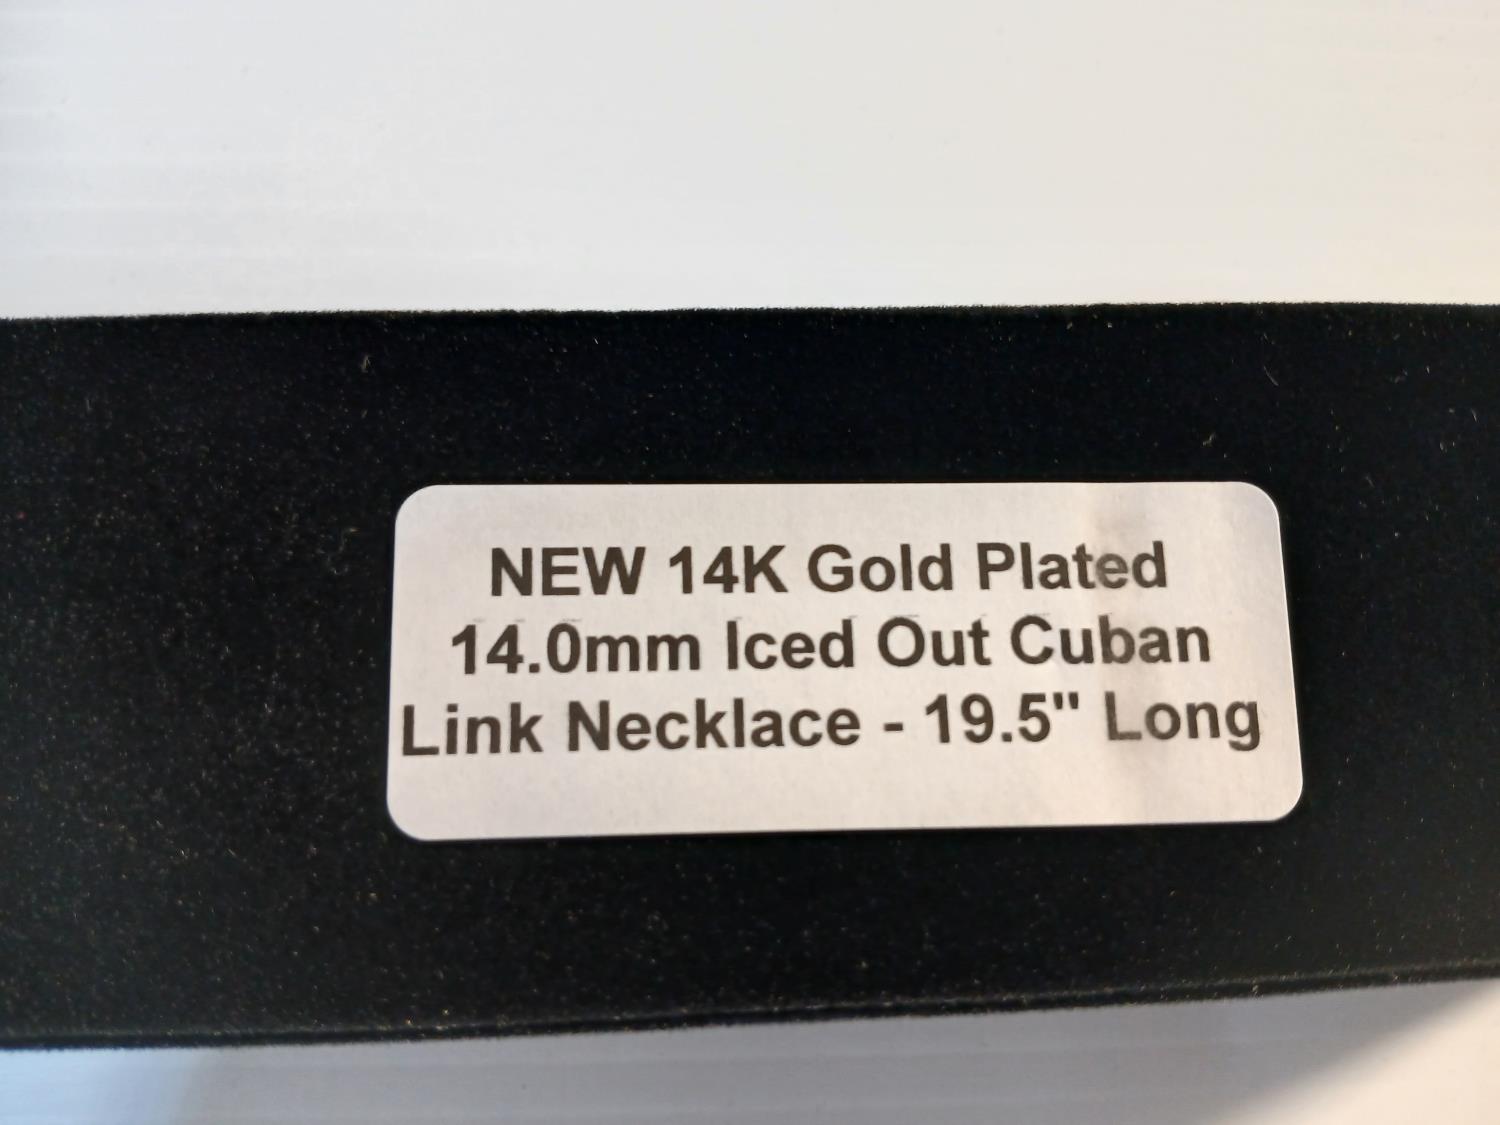 NEW 14K Gold Plated
14.0mm Iced Out Cuban
Link Necklace - 19.5" Long